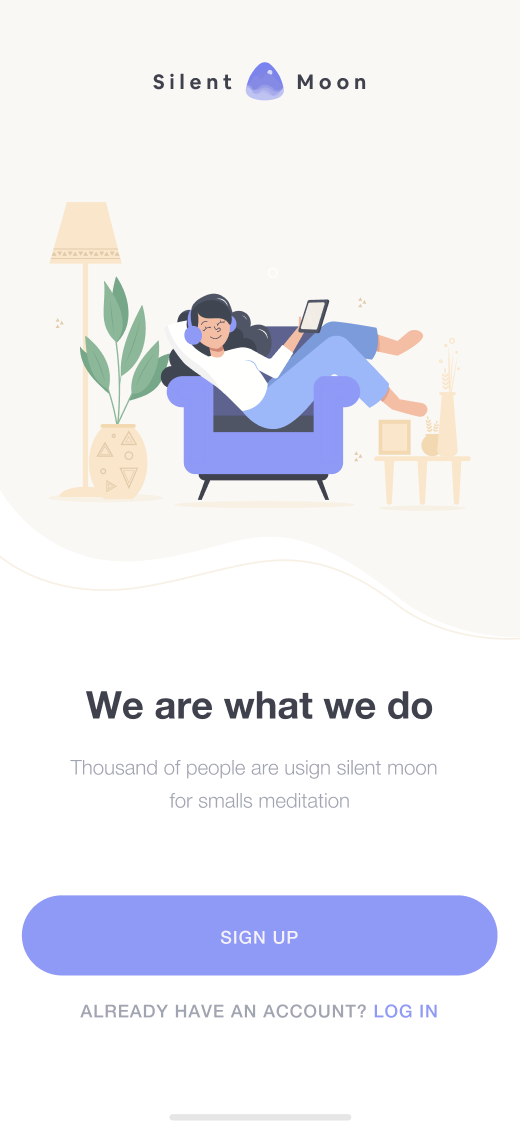 Silent Moon
We are what we do
Thousand of people are usign silent moon
for smalls meditation
SIGN UP
ALREADY HAVE AN ACCOUNT? LOG IN